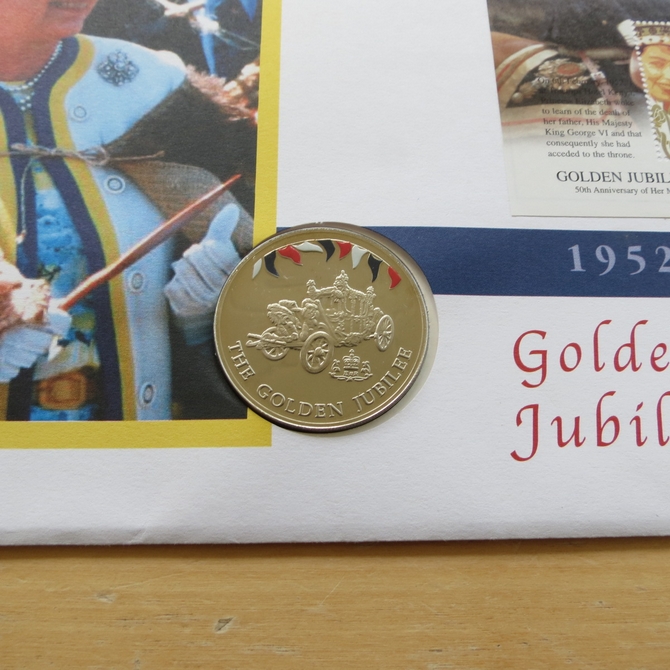 to learn of the death of
her father, His Majesty
King George VI and that
consequently she had
acceded to the throne.
GOLDEN JUBIL
50th Anniversary of Her
1952
THE GOLDEN JUBILEE
Golde
Jubil